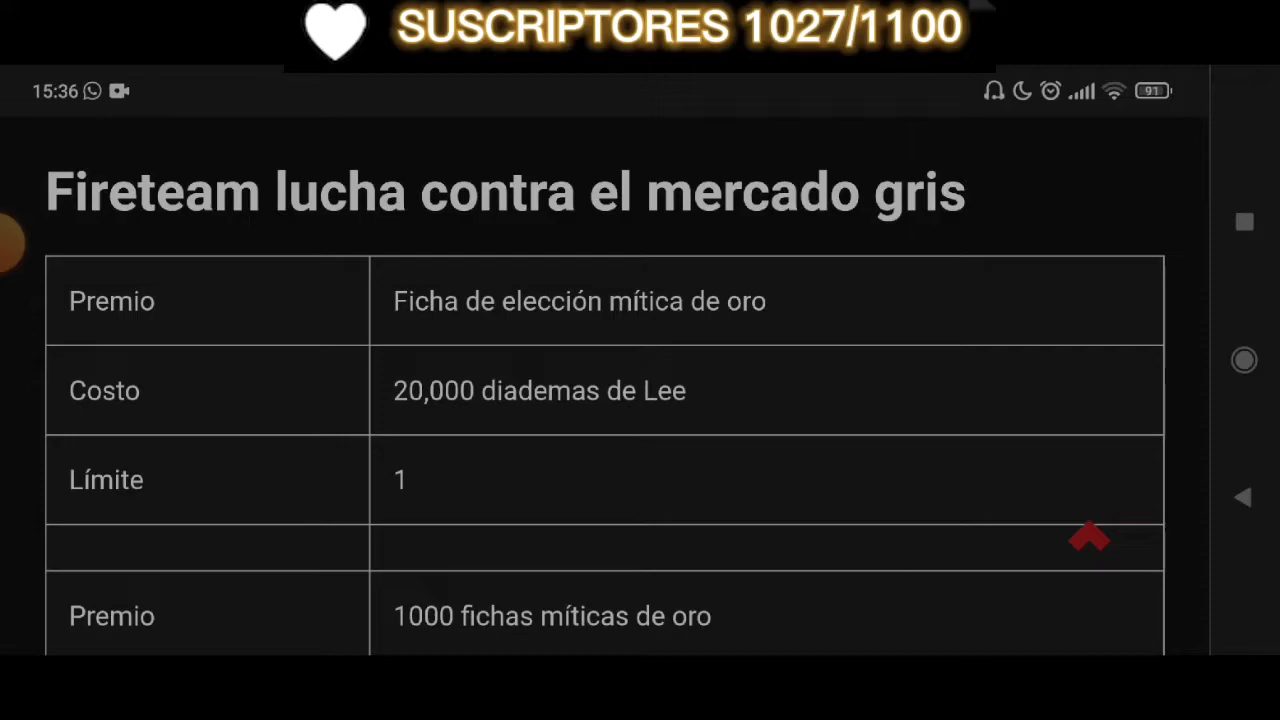 SUSCRIPTORES 1027/1100
15:36 91
Fireteam lucha contra el mercado gris
Premio Ficha de elección mítica de oro
Costo 20,000 diademas de Lee
Límite 1
Premio 1000 fichas míticas de oro